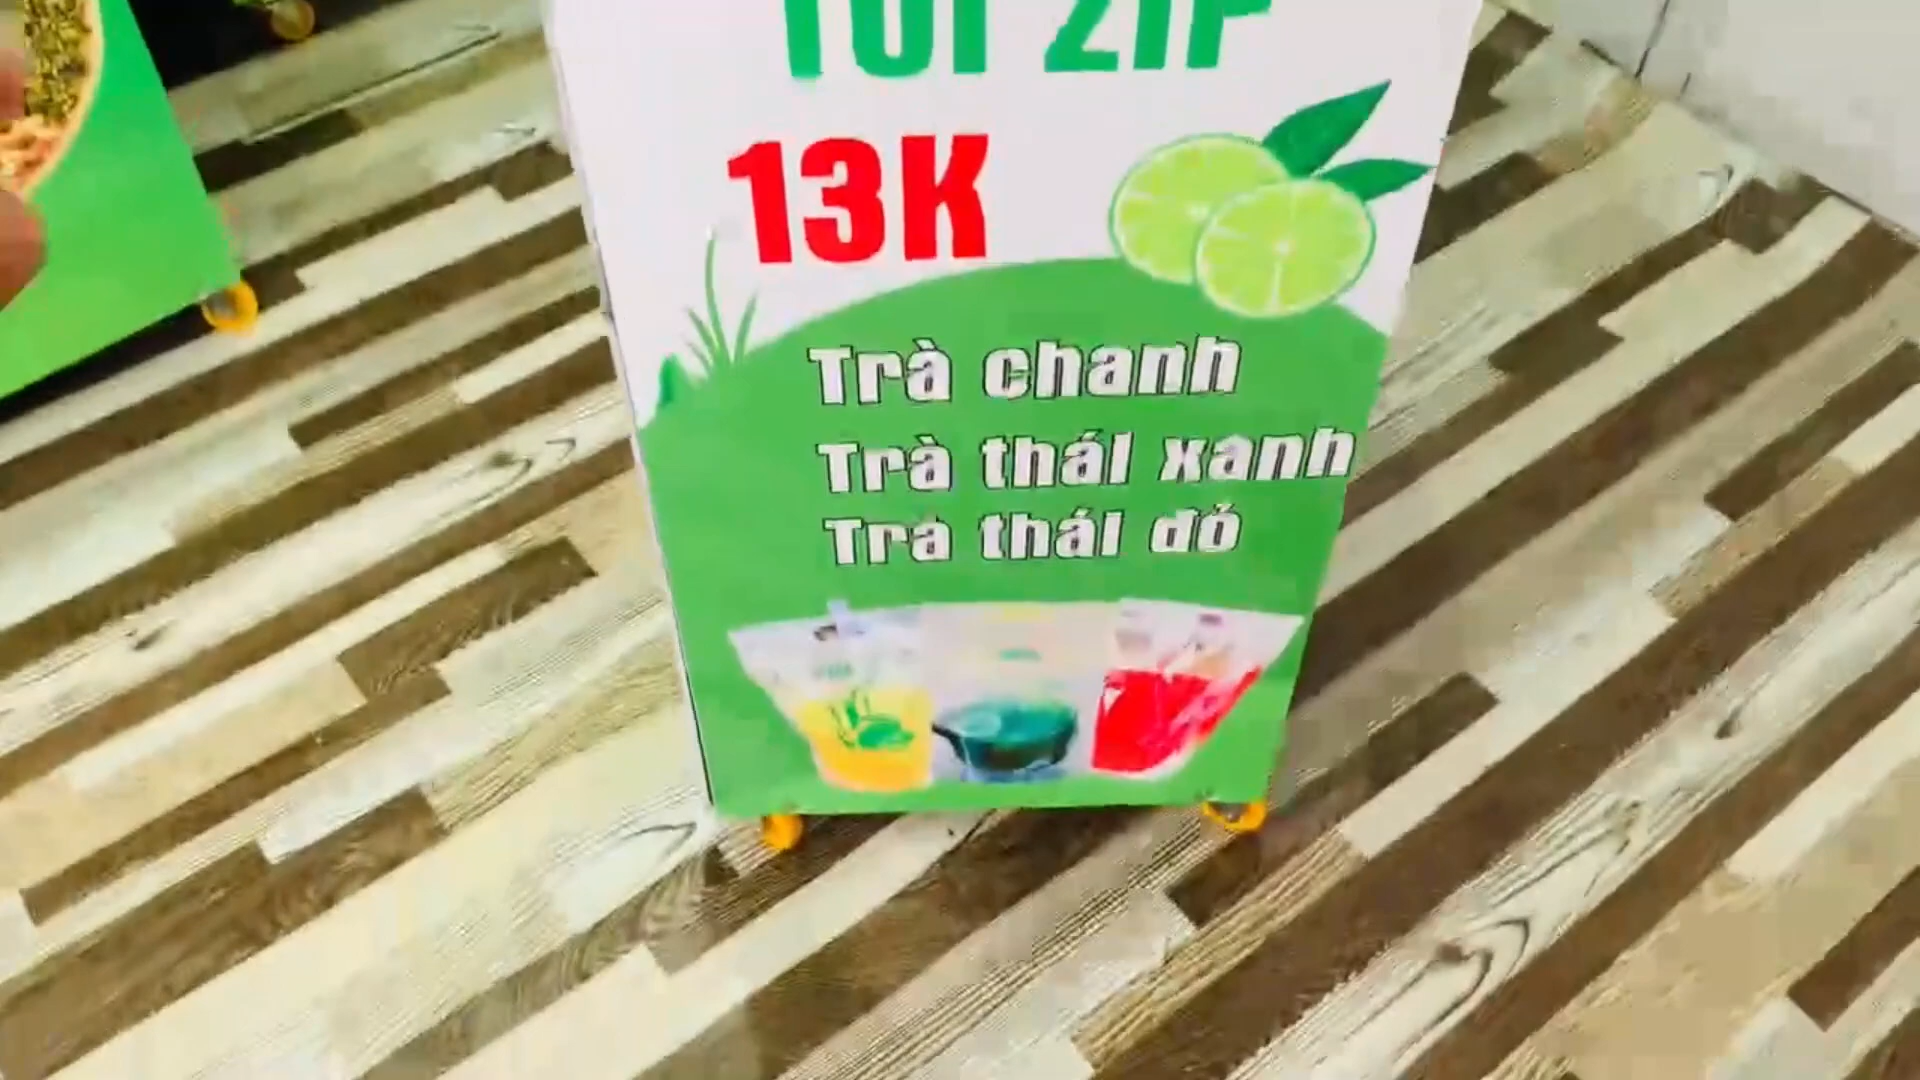 TÚI ZIP
13K
Trà chanh
Trà thái xanh
Trà thái đỏ